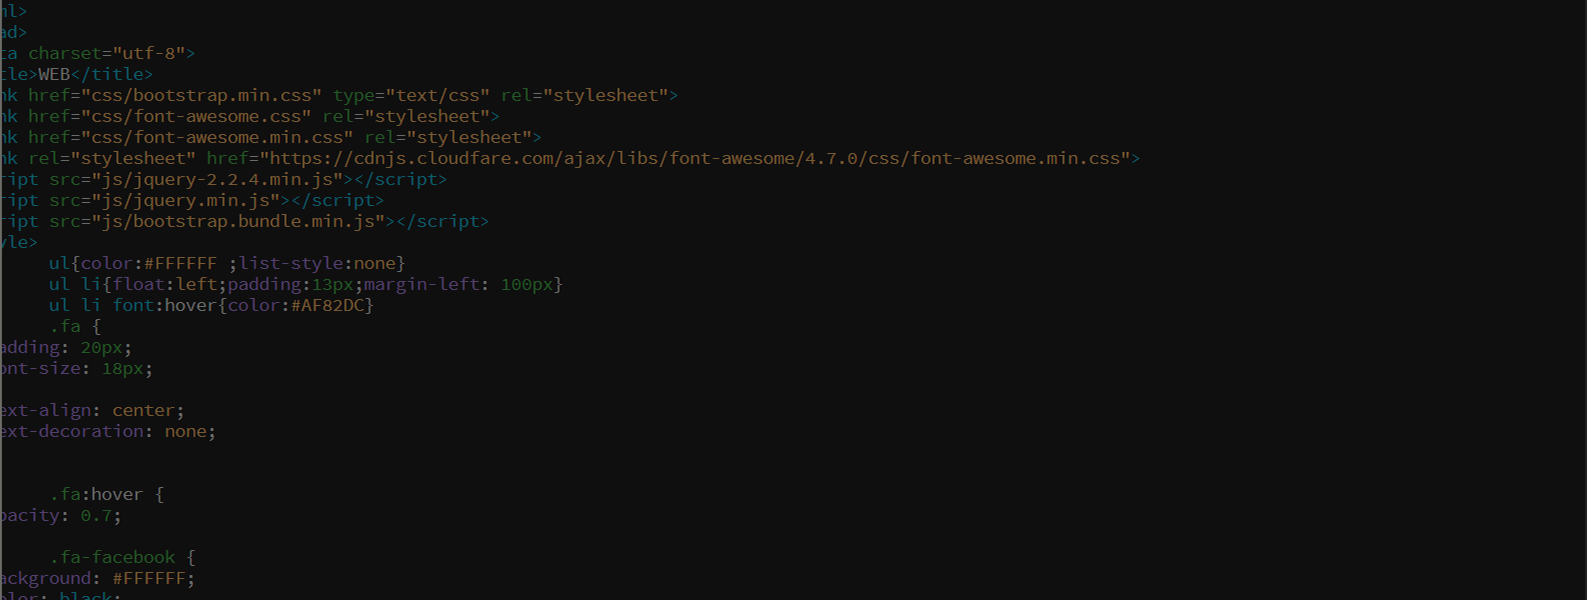 ml>
ad>
ta charset="utf-8">
tle>WEB</title>
nk href="css/bootstrap.min.css" type="text/css" rel="stylesheet">
nk href="css/font-awesome.css" rel="stylesheet">
nk href="css/font-awesome.min.css" rel="stylesheet">
nk rel="stylesheet" href="https://cdnjs.cloudfare.com/ajax/libs/font-awesome/4.7.0/css/font-awesome.min.css">
ript src="js/jquery-2.2.4.min.js"></script>
ript src="js/jquery.min.js"></script>
ript src="js/bootstrap.bundle.min.js"></script>
yle>
ul{color:#FFFFFF ;list-style:none}
ul li{float:left;padding:13px;margin-left: 100px}
ul li font:hover{color:#AF82DC}
.fa {
adding: 20px;
ont-size: 18px;
ext-align: center;
ext-decoration: none;
.fa:hover {
pacity: 0.7;
.fa-facebook {
ackground: #FFFFFF;
olor: black;